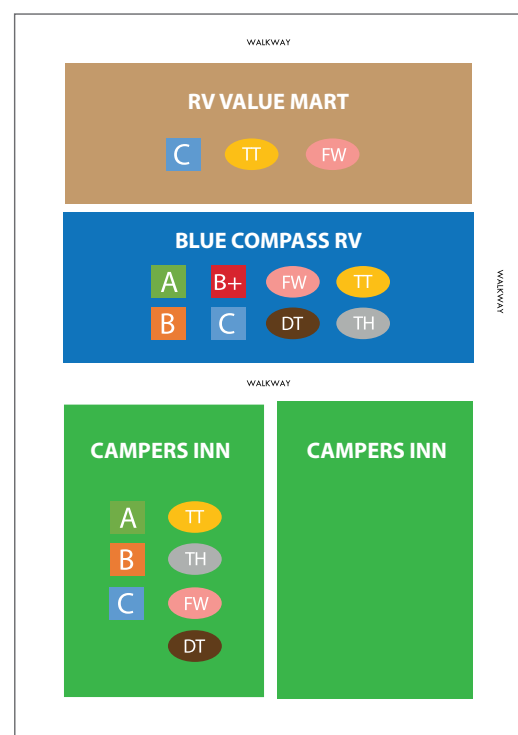 WALKWAY
RV VALUE MART
C TT FW
BLUE COMPASS RV
A B+ FW TT
B C DT TH
WALKWAY
WALKWAY
CAMPERS INN
A TT
B TH
C FW
DT
CAMPERS INN